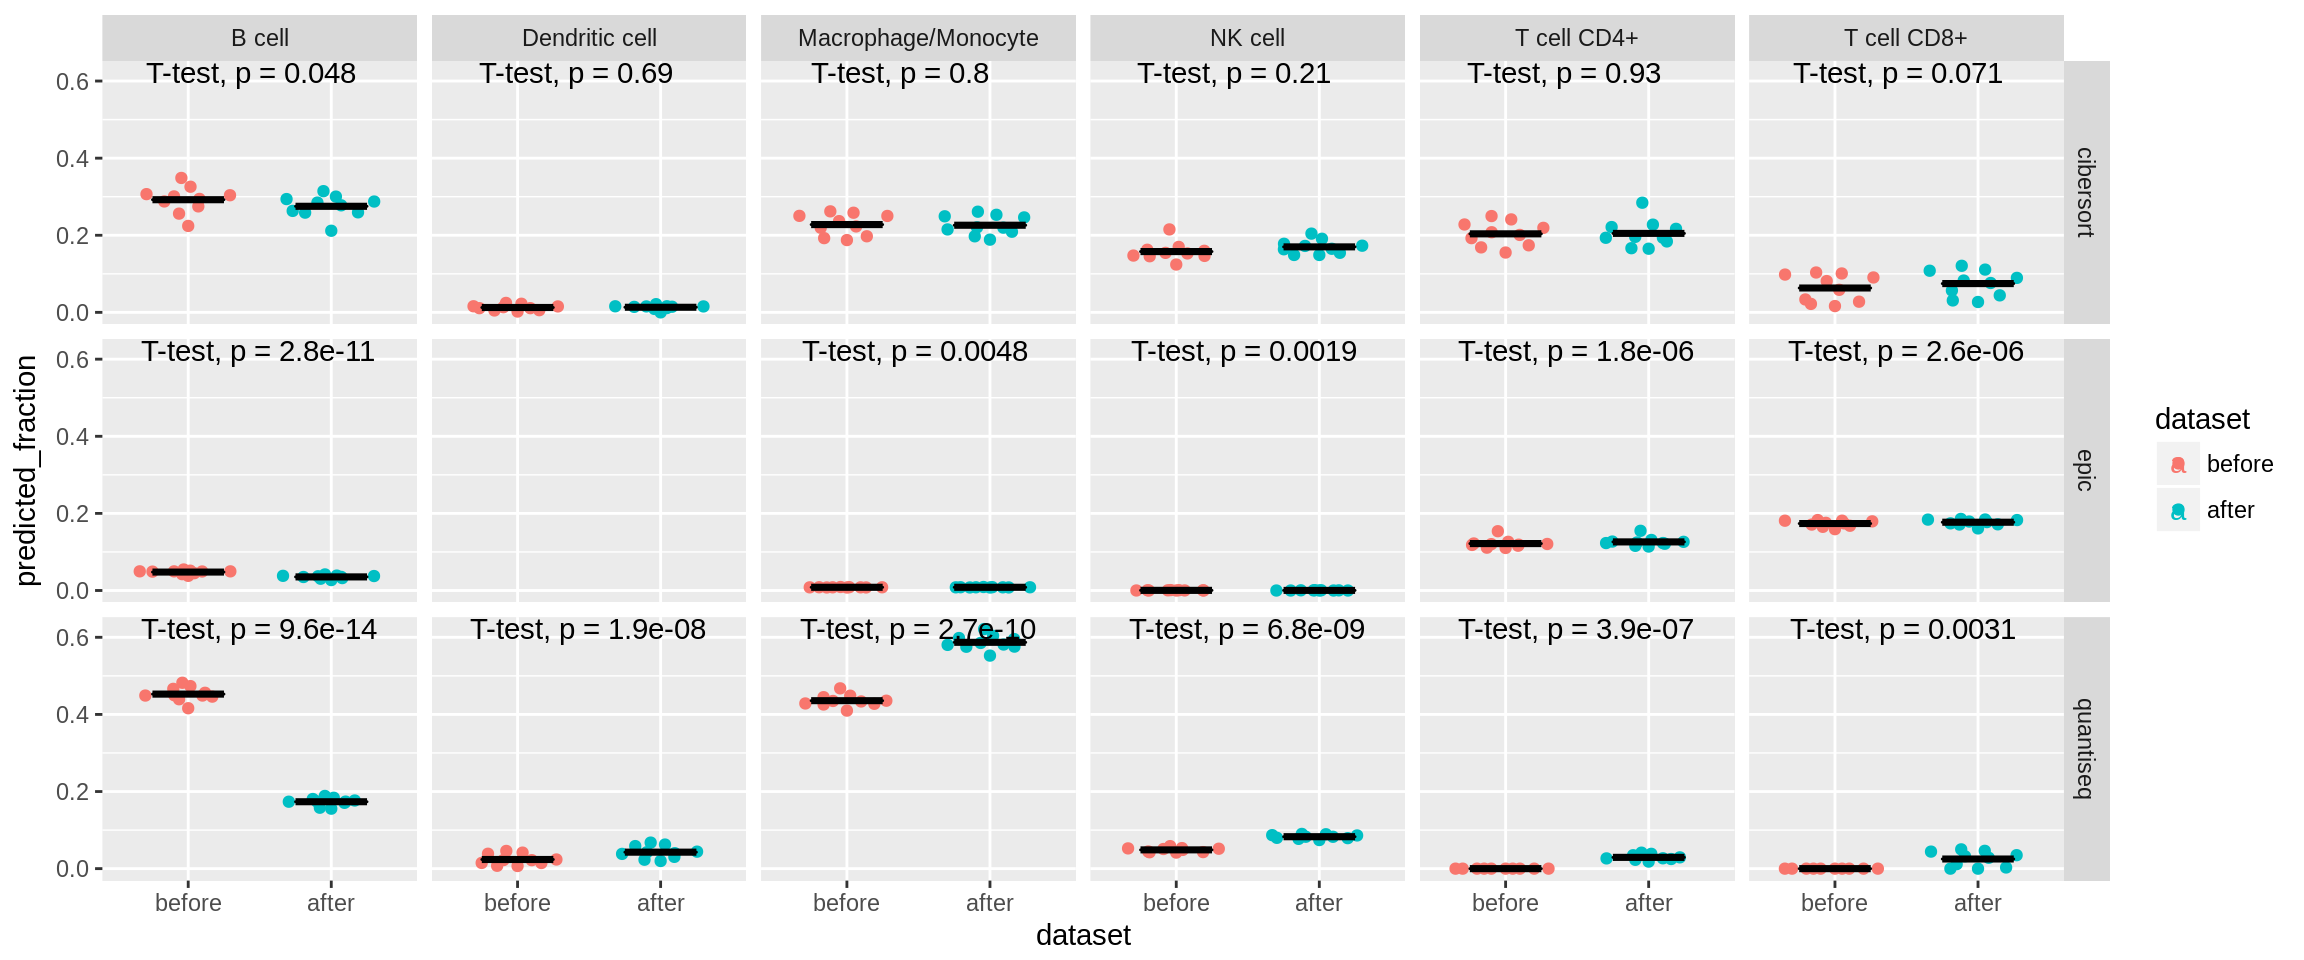 B cell
Dendritic cell
Macrophage/Monocyte
NK cell
T cell CD4+
T cell CD8+
T-test, p = 0.048
T-test, p = 0.69
T-test, p = 0.8
T-test, p = 0.21
T-test, p = 0.93
T-test, p = 0.071
0.6
0.4
0.2
0.0
cibersort
T-test, p = 2.8e-11
T-test, p = 0.0048
T-test, p = 0.0019
T-test, p = 1.8e-06
T-test, p = 2.6e-06
0.6
0.4
0.2
0.0
epic
T-test, p = 9.6e-14
T-test, p = 1.9e-08
T-test, p = 2.7e-10
T-test, p = 6.8e-09
T-test, p = 3.9e-07
T-test, p = 0.0031
0.6
0.4
0.2
0.0
quantiseq
before
after
before
after
before
after
before
after
before
after
before
after
dataset
predicted_fraction
dataset
a before
a after